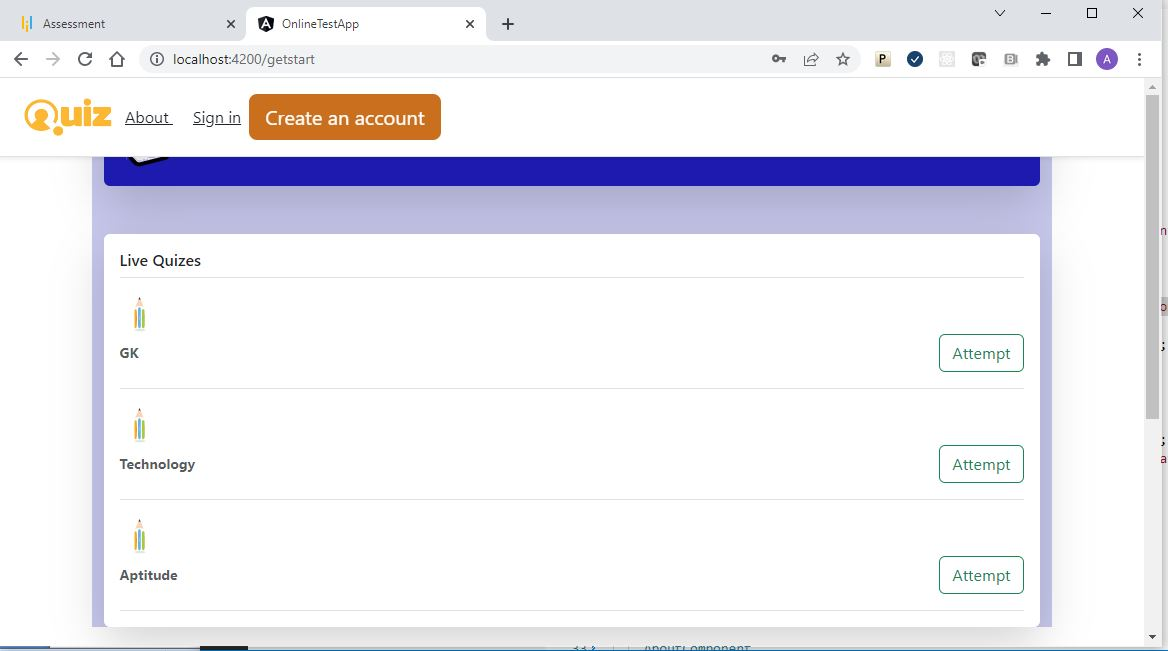 Assessment
OnlineTestApp
localhost:4200/getstart
P
A
Quiz
About
Sign in
Create an account
Live Quizes
GK
Attempt
Technology
Attempt
Aptitude
Attempt